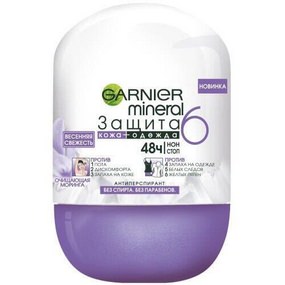 НОВИНКА
GARNIER
mineral
Защита 6
кожа+одежда
ВЕСЕННЯЯ
СВЕЖЕСТЬ
48ч НОН
СТОП
ПРОТИВ
1 ПОТА
2 ДИСКОМФОРТА
3 ЗАПАХА НА КОЖЕ
ПРОТИВ
4 ЗАПАХА НА ОДЕЖДЕ
5 БЕЛЫХ СЛЕДОВ
6 ЖЕЛТЫХ ПЯТЕН
ОЧИЩАЮЩАЯ
МОРИНГА
АНТИПЕРСПИРАНТ
БЕЗ СПИРТА. БЕЗ ПАРАБЕНОВ.